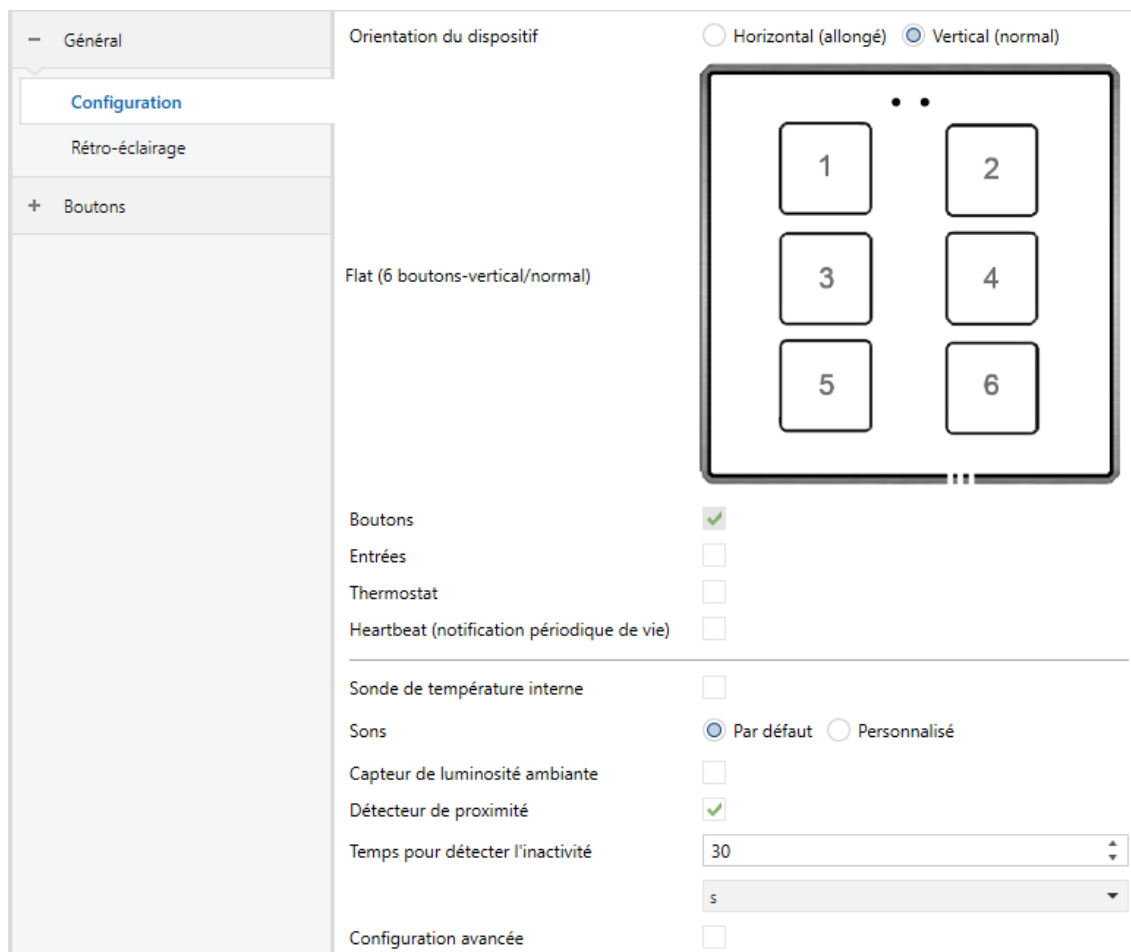 Général
Configuration
Rétro-éclairage
Boutons
Orientation du dispositif
Horizontal (allongé) Vertical (normal)
1 2
3 4
5 6
Flat (6 boutons-vertical/normal)
Boutons
Entrées
Thermostat
Heartbeat (notification périodique de vie)
Sonde de température interne
Sons
Par défaut Personnalisé
Capteur de luminosité ambiante
Détecteur de proximité
Temps pour détecter l'inactivité
30
s
Configuration avancée